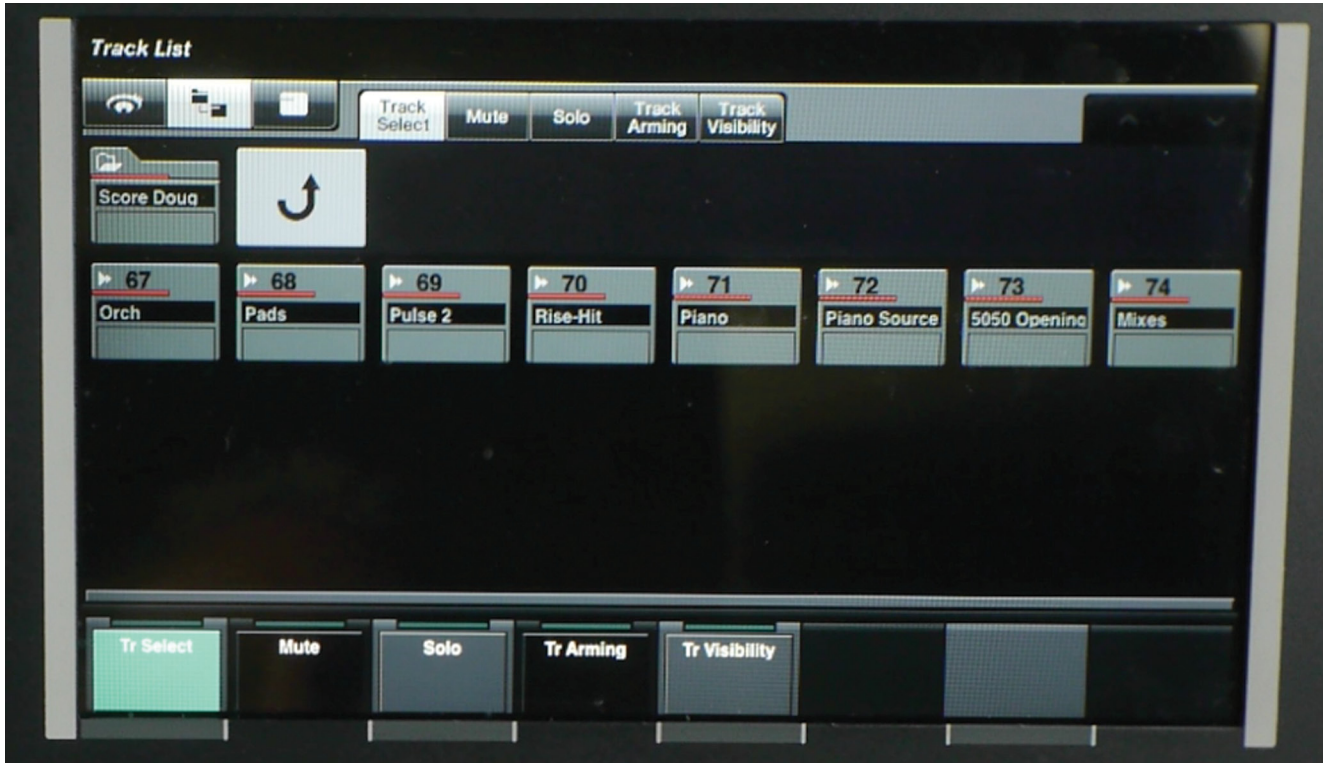 Track List
Track Select
Mute
Solo
Track Arming
Track Visibility
Score Doug
67
68
69
70
71
72
73
74
Orch
Pads
Pulse 2
Rise-Hit
Piano
Piano Source
5050 Opening
Mixes
Tr Select
Mute
Solo
Tr Arming
Tr Visibility